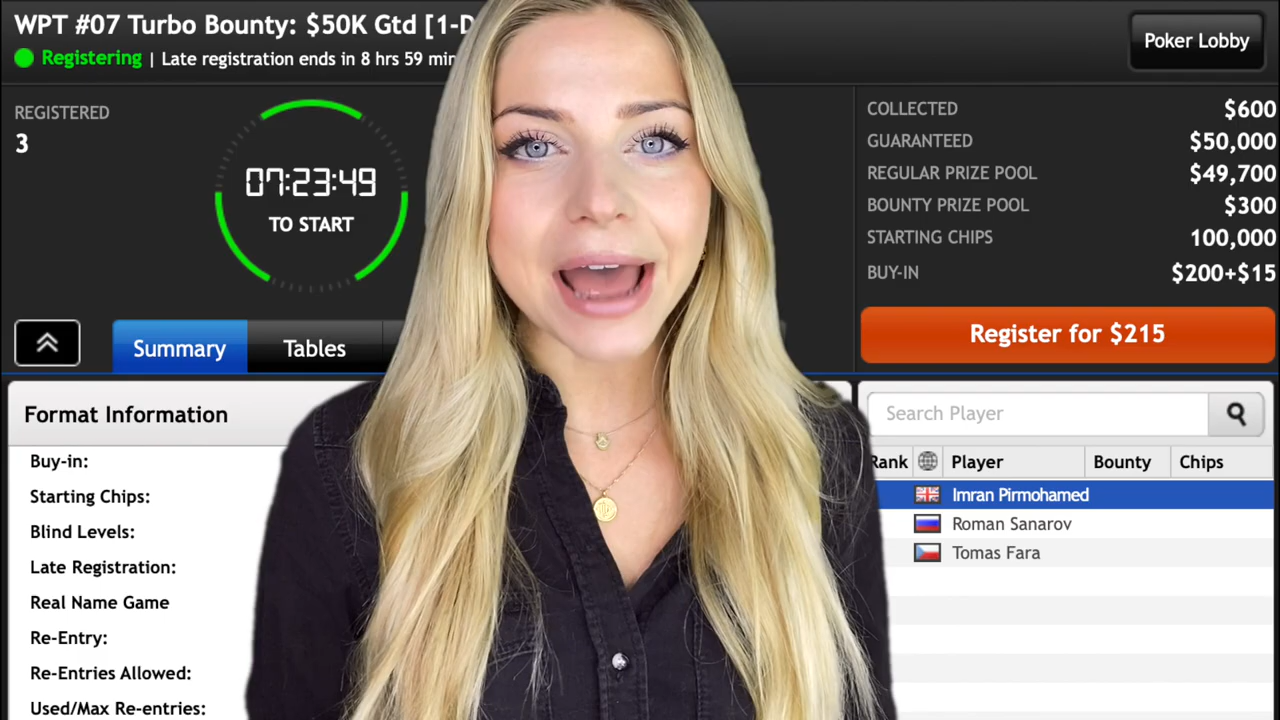 WPT #07 Turbo Bounty: $50K Gtd
Registering | Late registration ends in 8 hrs 59
Poker Lobby
REGISTERED
3
07:23:49
TO START
COLLECTED $600
GUARANTEED $50,000
REGULAR PRIZE POOL $49,700
BOUNTY PRIZE POOL $300
STARTING CHIPS 100,000
BUY-IN $200+$15
Register for $215
Summary Tables
Format Information
Search Player
Buy-in:
Starting Chips:
Blind Levels:
Late Registration:
Real Name Game
Re-Entry:
Re-Entries Allowed:
Used/Max Re-entries:
Rank Player Bounty Chips
Imran Pirmohamed
Roman Sanarov
Tomas Fara